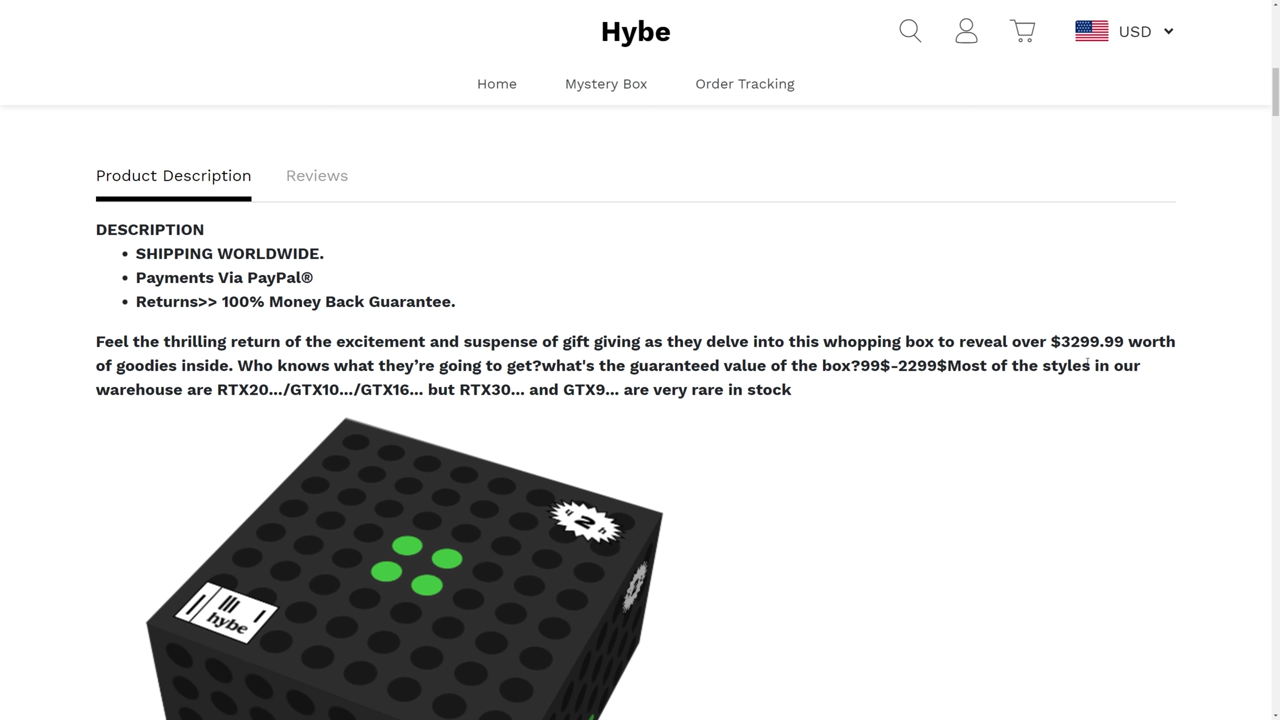 Hybe
USD
Home
Mystery Box
Order Tracking
Product Description
Reviews
DESCRIPTION
• SHIPPING WORLDWIDE.
• Payments Via PayPal®
• Returns>> 100% Money Back Guarantee.
Feel the thrilling return of the excitement and suspense of gift giving as they delve into this whopping box to reveal over $3299.99 worth
of goodies inside. Who knows what they’re going to get?what's the guaranteed value of the box?99$-2299$Most of the styles in our
warehouse are RTX20.../GTX10.../GTX16... but RTX30... and GTX9... are very rare in stock
2
hybe